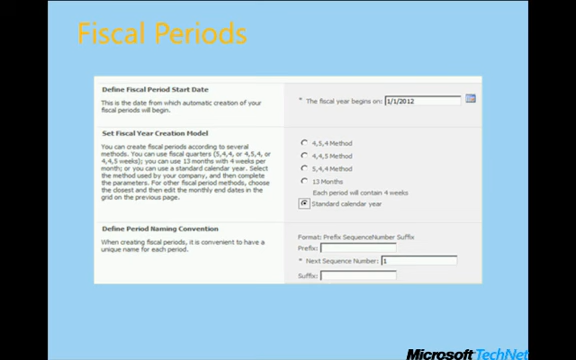 Fiscal Periods
Define Fiscal Period Start Date
This is the date from which automatic creation of your
fiscal periods will begin.
* The fiscal year begins on: 1/1/2012
Set Fiscal Year Creation Model
You can create fiscal periods according to several
methods. You can use fiscal quarters (5,4,4, or 4,5,4, or
4,4,5 weeks); you can use 13 months with 4 weeks per
month; or you can use a standard calendar year. Select
the method used by your company, and then complete
the parameters. For other fiscal period methods, choose
the closest and then edit the monthly end dates in the
grid on the previous page.
4,5,4 Method
4,4,5 Method
5,4,4 Method
13 Months
Each period will contain 4 weeks
Standard calendar year
Define Period Naming Convention
When creating fiscal periods, it is convenient to have a
unique name for each period.
Format: Prefix SequenceNumber Suffix
Prefix:
* Next Sequence Number: 1
Suffix:
Microsoft TechNet